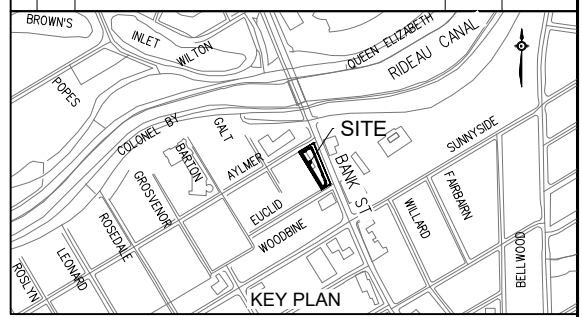 BROWN'S
INLET
WILTON
QUEEN ELIZABETH
RIDEAU CANAL
POPES
COLONEL BY
GALT
SITE
BARTON
AYLMER
BANK ST
SUNNYSIDE
GROSVENOR
EUCLID
WILLARD
FAIRBAIRN
ROSEDALE
WOODBINE
BELLWOOD
LEONARD
ROSLYN
KEY PLAN